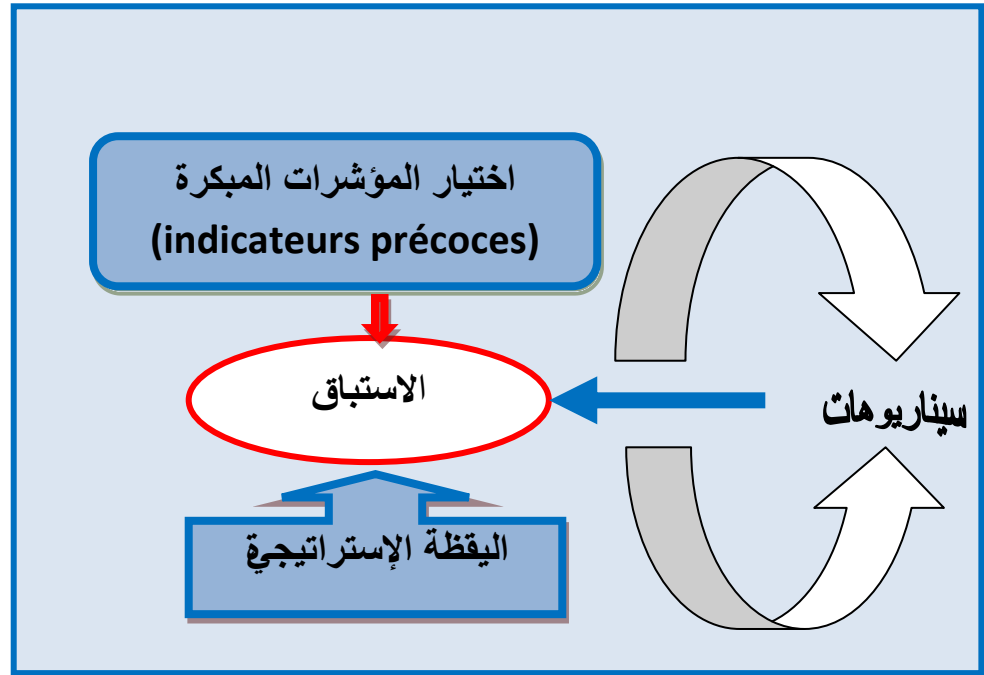 اختيار المؤشرات المبكرة
(indicateurs précoces)
الاستباق
سيناريوهات
اليقظة الإستراتيجية